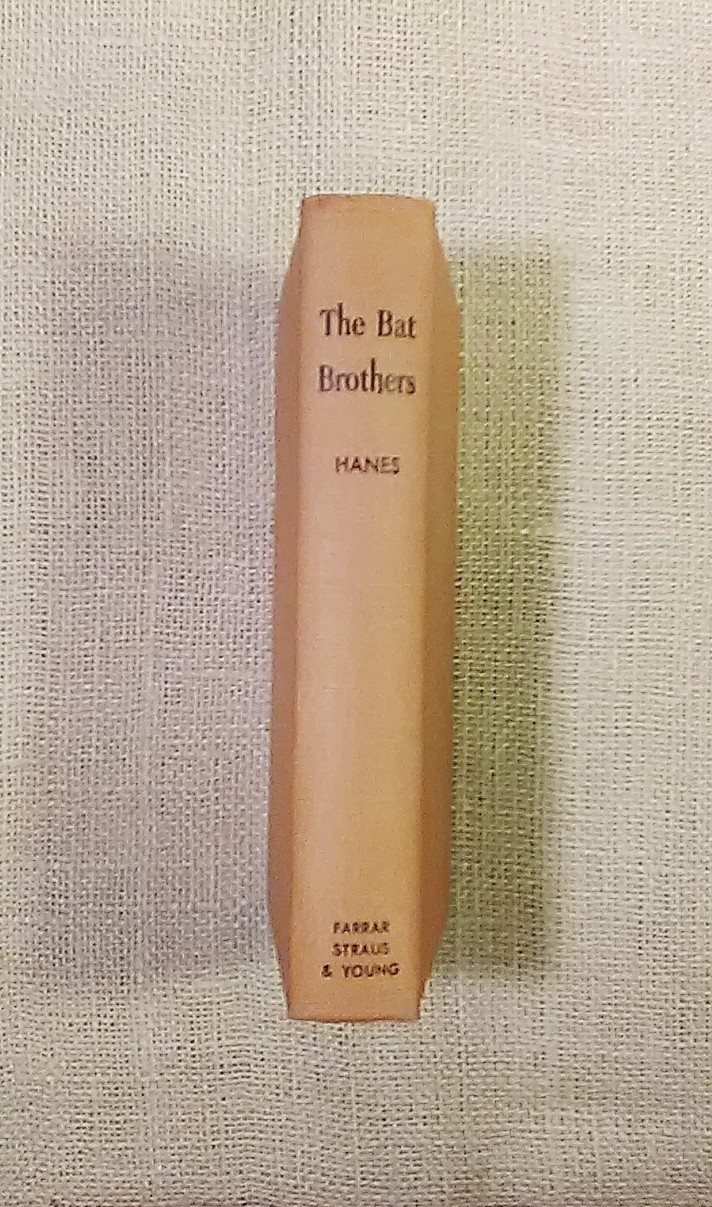 The Bat
Brothers
HANES
FARRAR
STRAUS
& YOUNG